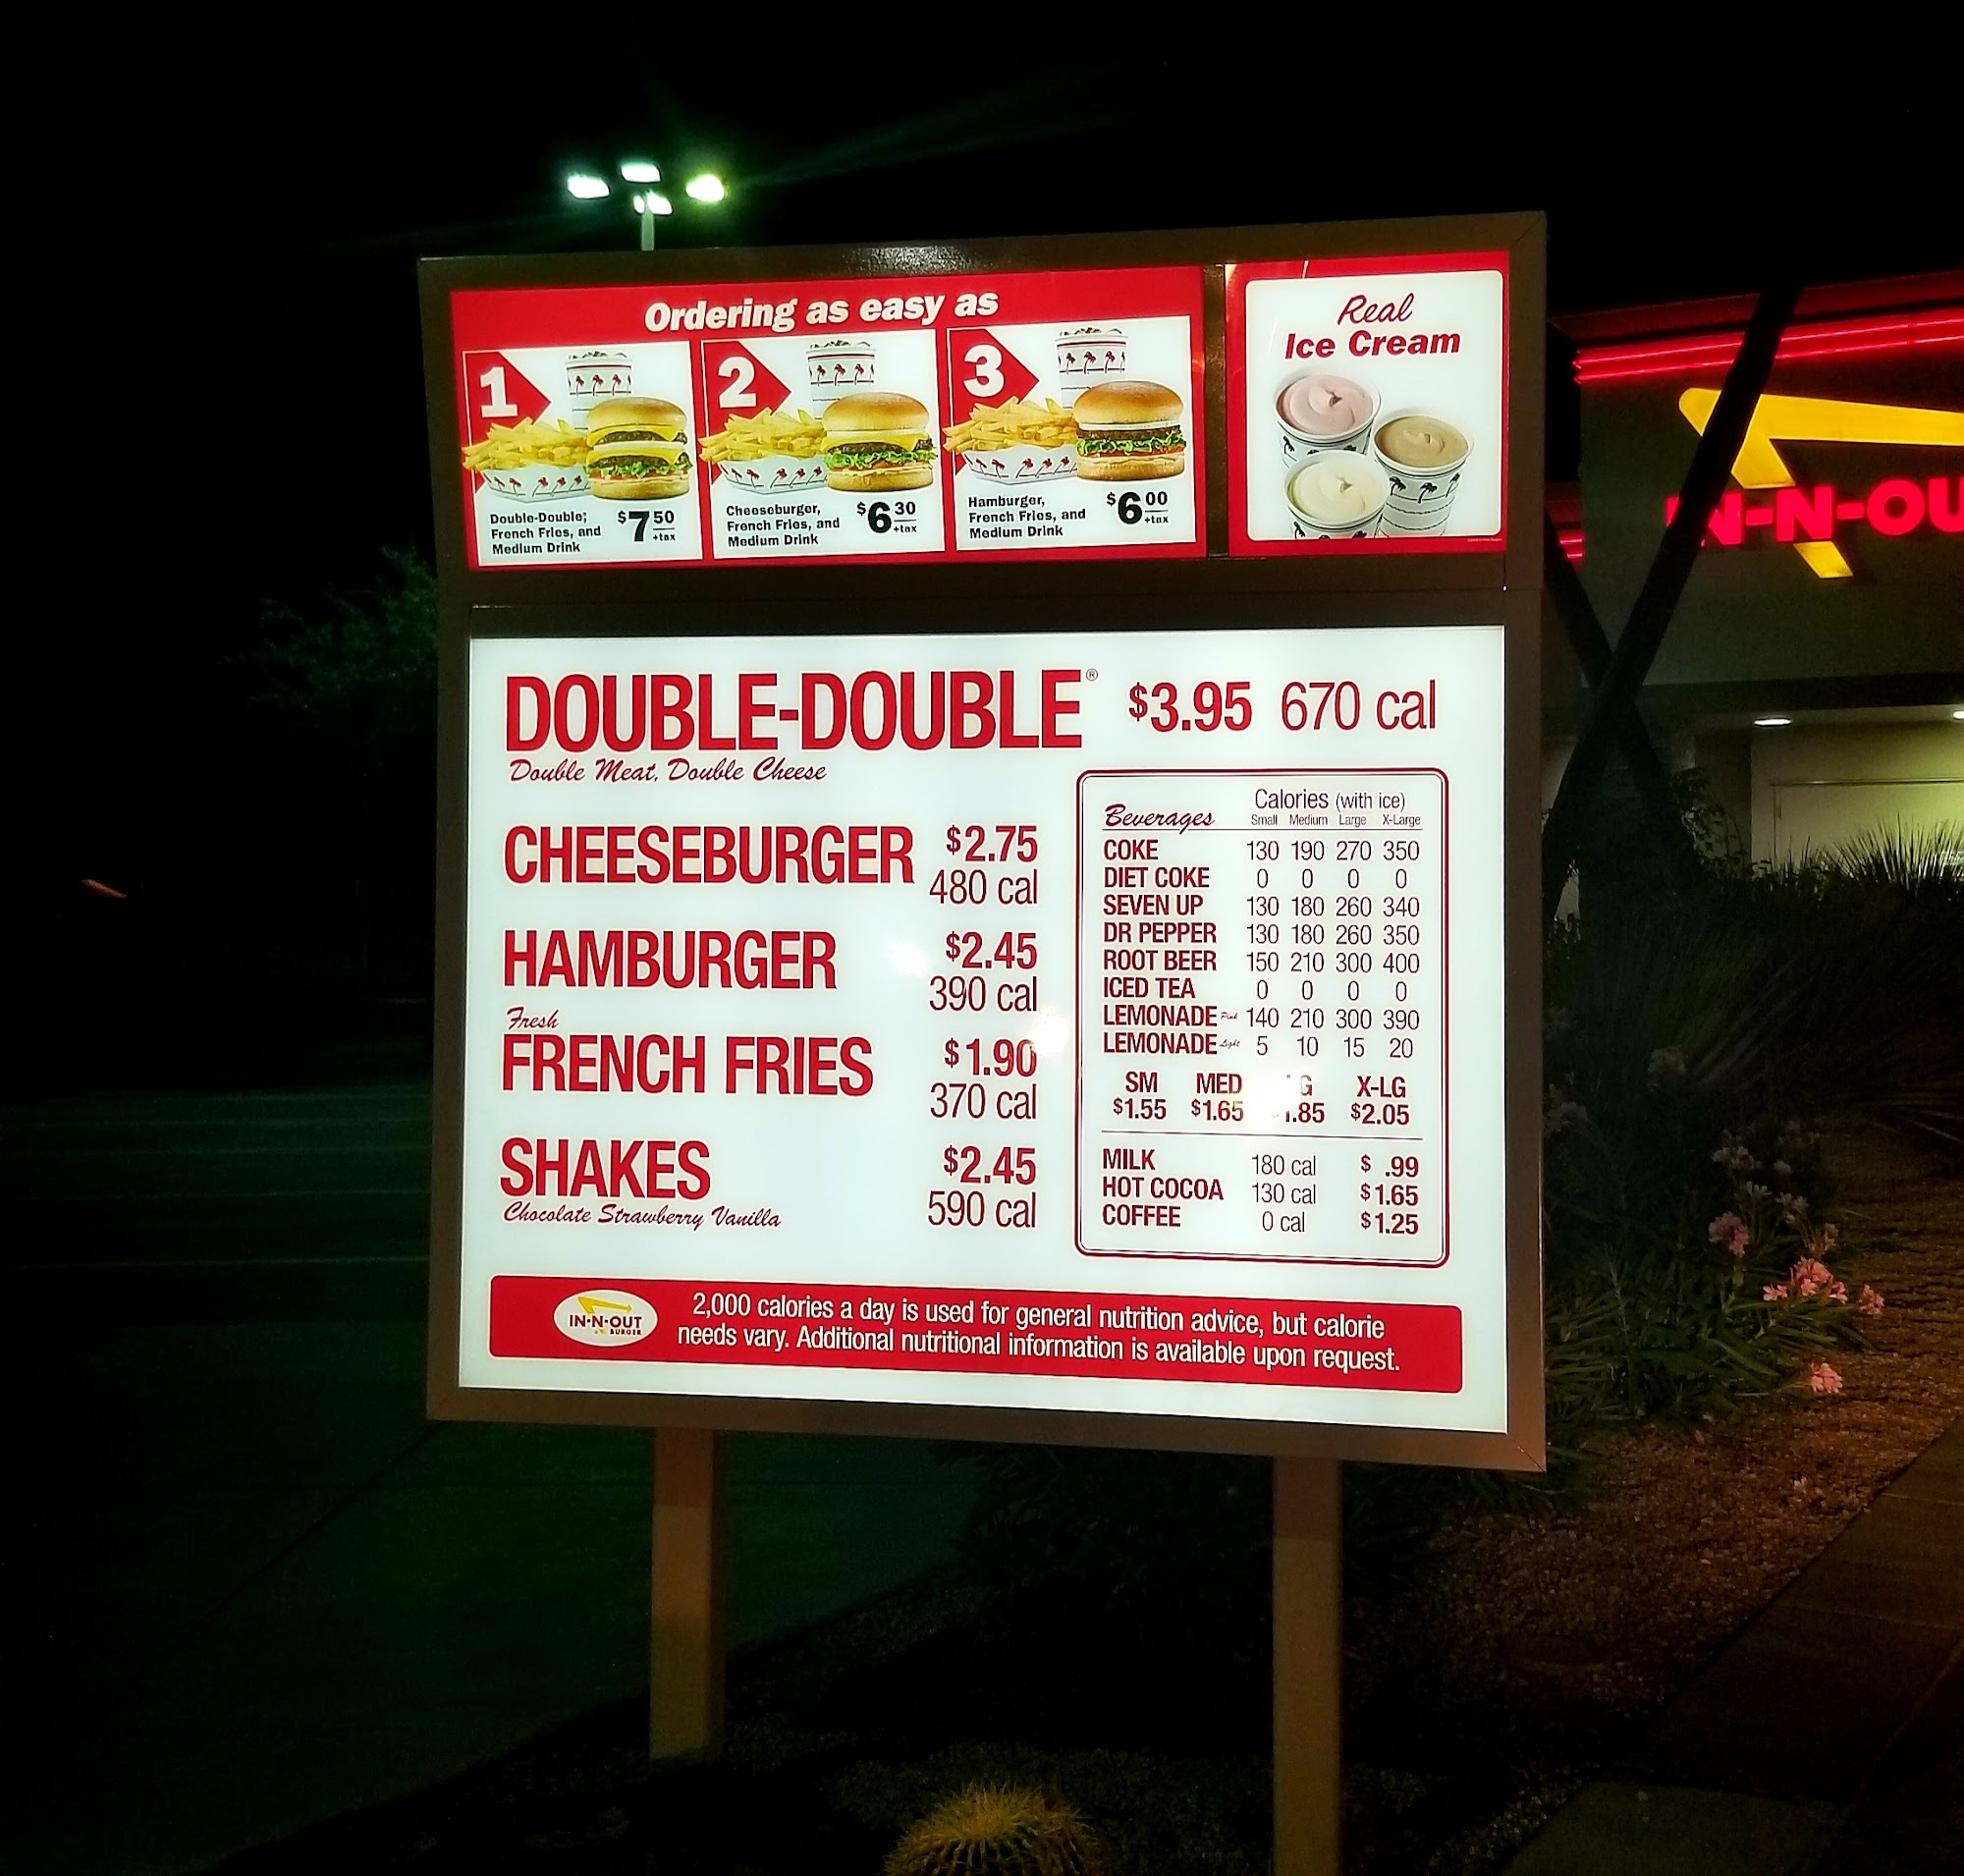 Ordering as easy as
1
Double-Double,
French Fries, and
Medium Drink
$7 50
+tax
2
Cheeseburger,
French Fries, and
Medium Drink
$6 30
+tax
3
Hamburger,
French Fries, and
Medium Drink
$6 00
+tax
Real
Ice Cream
IN-N-OU
DOUBLE-DOUBLE® $3.95 670 cal
Double Meat, Double Cheese
CHEESEBURGER $2.75
480 cal
HAMBURGER $2.45
390 cal
Fresh
FRENCH FRIES $1.90
370 cal
SHAKES $2.45
590 cal
Chocolate Strawberry Vanilla
Calories (with ice)
Beverages Small Medium Large X-Large
COKE 130 190 270 350
DIET COKE 0 0 0 0
SEVEN UP 130 180 260 340
DR PEPPER 130 180 260 350
ROOT BEER 150 210 300 400
ICED TEA 0 0 0 0
LEMONADE Pink 140 210 300 390
LEMONADE Light 5 10 15 20
SM MED G X-LG
$1.55 $1.65 1.85 $2.05
MILK 180 cal $ .99
HOT COCOA 130 cal $1.65
COFFEE 0 cal $1.25
IN-N-OUT
BURGER
2,000 calories a day is used for general nutrition advice, but calorie
needs vary. Additional nutritional information is available upon request.